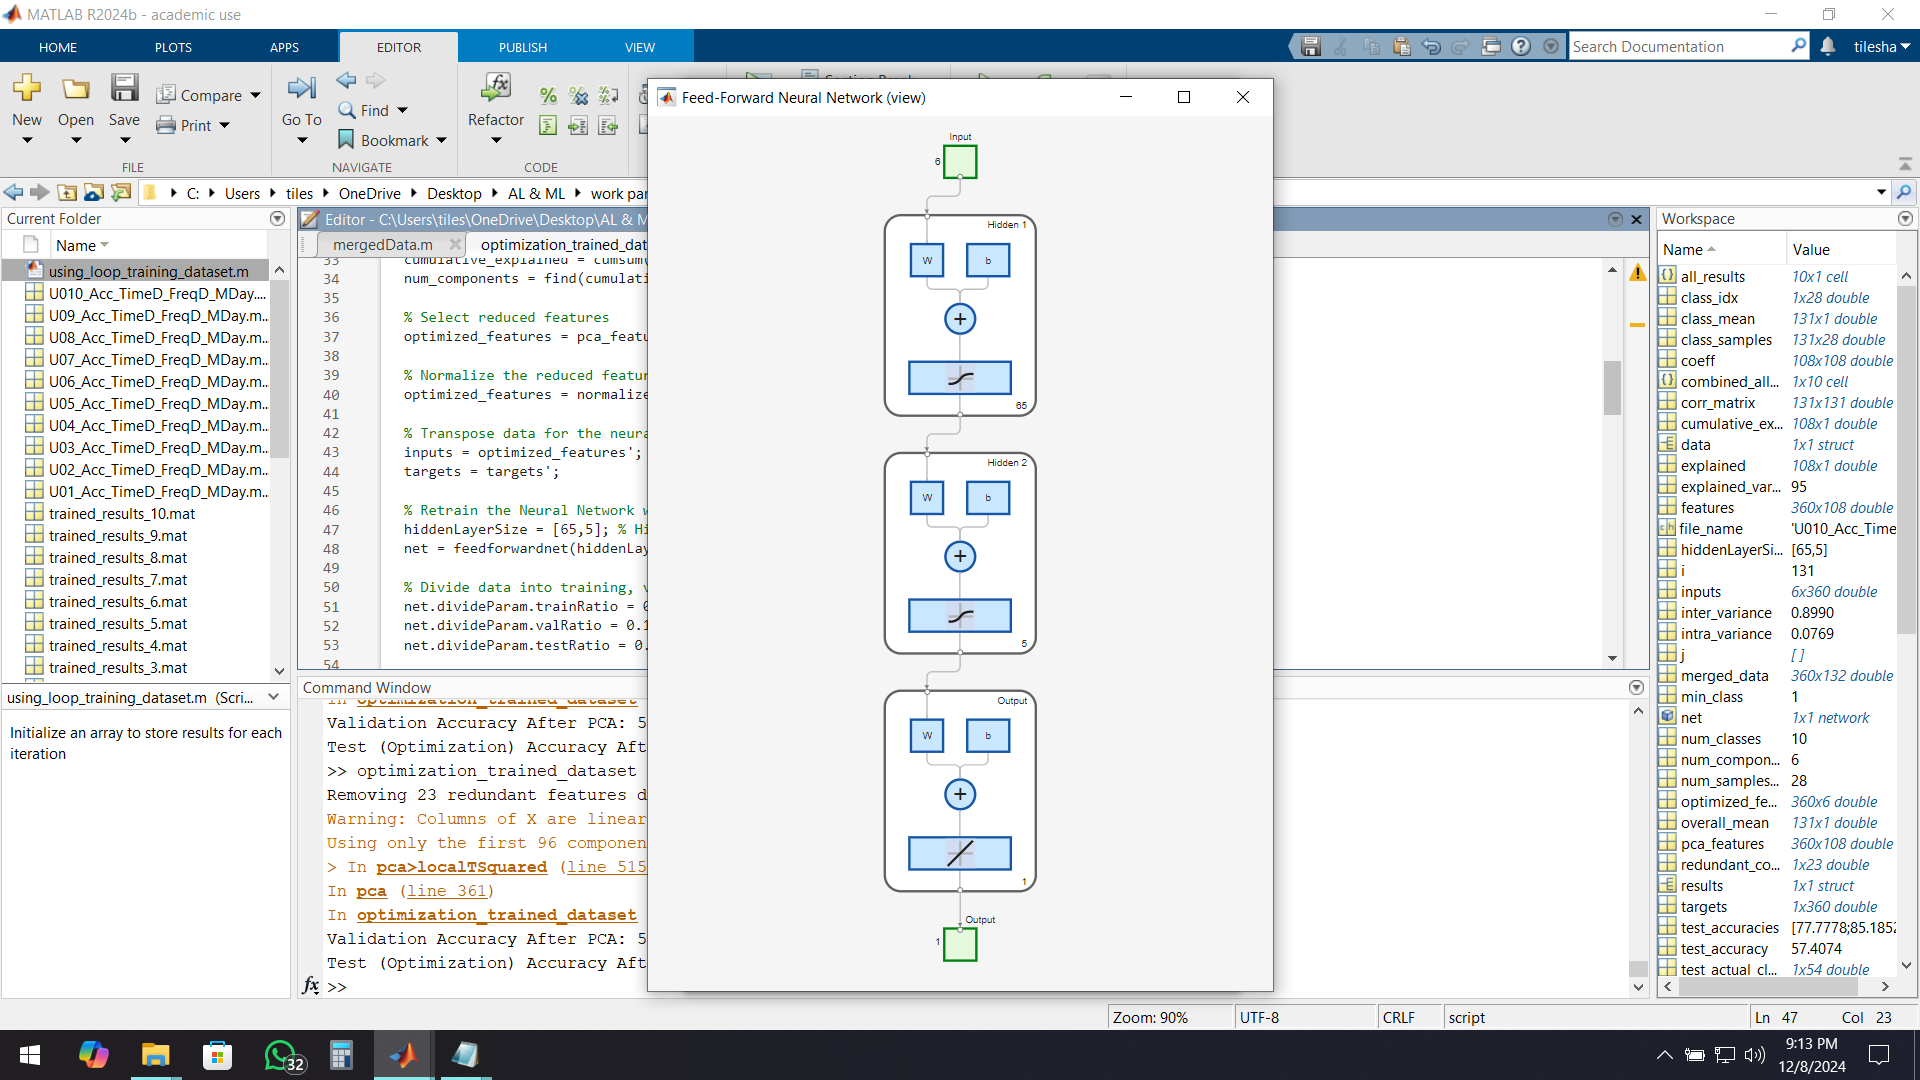 MATLAB R2024b - academic use
HOME PLOTS APPS EDITOR PUBLISH VIEW
Search Documentation
tilesha
New
Open
Save
Compare
Print
Go To
Find
Bookmark
Refactor
FILE
NAVIGATE
CODE
C: Users tiles OneDrive Desktop AL & ML work par
Current Folder
Name
using_loop_training_dataset.m
U010_Acc_TimeD_FreqD_MDay....
U09_Acc_TimeD_FreqD_MDay.m...
U08_Acc_TimeD_FreqD_MDay.m...
U07_Acc_TimeD_FreqD_MDay.m...
U06_Acc_TimeD_FreqD_MDay.m...
U05_Acc_TimeD_FreqD_MDay.m...
U04_Acc_TimeD_FreqD_MDay.m...
U03_Acc_TimeD_FreqD_MDay.m...
U02_Acc_TimeD_FreqD_MDay.m...
U01_Acc_TimeD_FreqD_MDay.m...
trained_results_10.mat
trained_results_9.mat
trained_results_8.mat
trained_results_7.mat
trained_results_6.mat
trained_results_5.mat
trained_results_4.mat
trained_results_3.mat
using_loop_training_dataset.m (Scri...
Initialize an array to store results for each
iteration
Editor - C:\Users\tiles\OneDrive\Desktop\AL & M
mergedData.m
optimization_trained_dat
33 cumulative_explained = cumsum(
34 num_components = find(cumulati
35
36 % Select reduced features
37 optimized_features = pca_featu
38
39 % Normalize the reduced featur
40 optimized_features = normalize
41
42 % Transpose data for the neura
43 inputs = optimized_features';
44 targets = targets';
45
46 % Retrain the Neural Network w
47 hiddenLayerSize = [65,5]; % Hi
48 net = feedforwardnet(hiddenLay
49
50 % Divide data into training, v
51 net.divideParam.trainRatio = 0
52 net.divideParam.valRatio = 0.1
53 net.divideParam.testRatio = 0.
54
Command Window
In optimization_trained_dataset
Validation Accuracy After PCA: 5
Test (Optimization) Accuracy Aft
>> optimization_trained_dataset
Removing 23 redundant features d
Warning: Columns of X are linear
Using only the first 96 componen
> In pca>localTSquared (line 515
In pca (line 361)
In optimization_trained_dataset
Validation Accuracy After PCA: 5
Test (Optimization) Accuracy Aft
fx >>
Feed-Forward Neural Network (view)
Input
6
Hidden 1
W b
+
65
Hidden 2
W b
+
5
Output
W b
+
1
Output
1
Workspace
Name Value
all_results 10x1 cell
class_idx 1x28 double
class_mean 131x1 double
class_samples 131x28 double
coeff 108x108 double
combined_all... 1x10 cell
corr_matrix 131x131 double
cumulative_ex... 108x1 double
data 1x1 struct
explained 108x1 double
explained_var... 95
features 360x108 double
file_name 'U010_Acc_Time
hiddenLayerSi... [65,5]
i 131
inputs 6x360 double
inter_variance 0.8990
intra_variance 0.0769
j [ ]
merged_data 360x132 double
min_class 1
net 1x1 network
num_classes 10
num_compon... 6
num_samples... 28
optimized_fe... 360x6 double
overall_mean 131x1 double
pca_features 360x108 double
redundant_co... 1x23 double
results 1x1 struct
targets 1x360 double
test_accuracies [77.7778;85.1852
test_accuracy 57.4074
test_actual_cl... 1x54 double
Zoom: 90% UTF-8 CRLF script Ln 47 Col 23
32
9:13 PM
12/8/2024